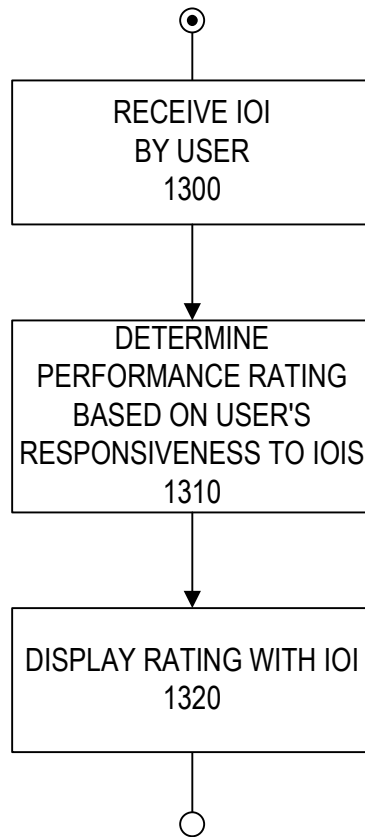 RECEIVE IOI
BY USER
1300
DETERMINE
PERFORMANCE RATING
BASED ON USER'S
RESPONSIVENESS TO IOIS
1310
DISPLAY RATING WITH IOI
1320